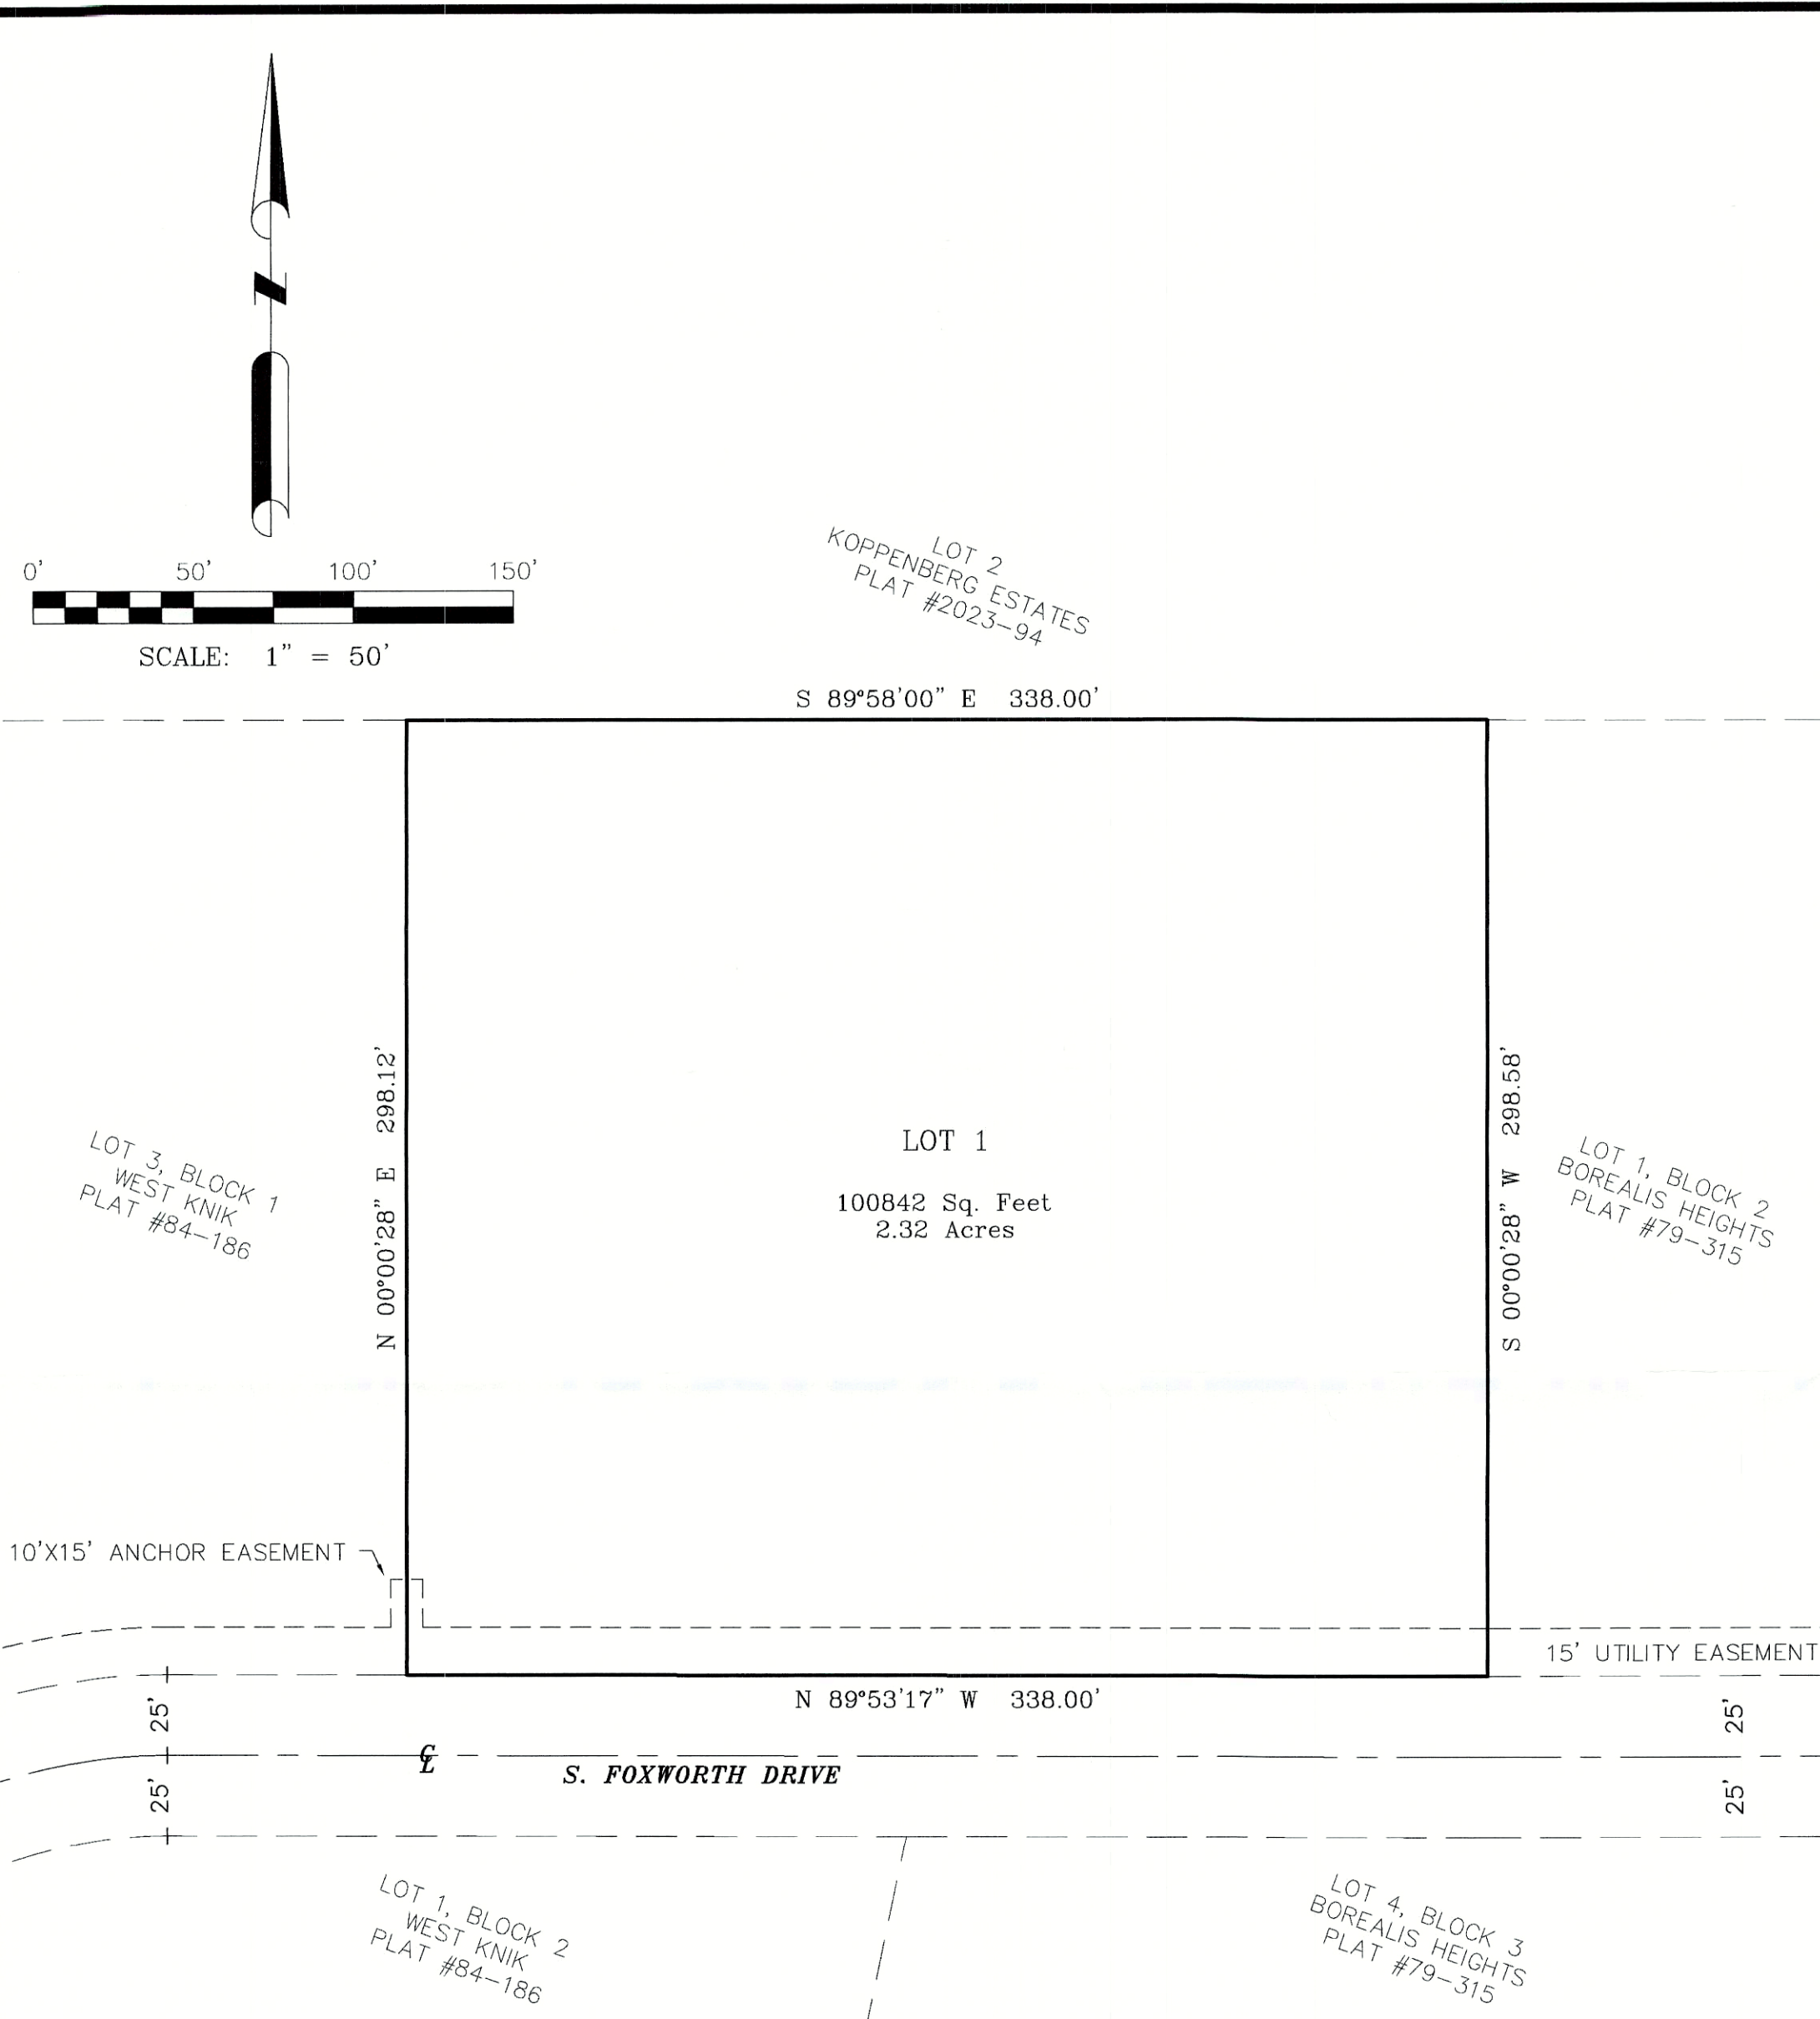 N
0' 50' 100' 150'
SCALE: 1" = 50'
LOT 2
KOPPENBERG ESTATES
PLAT #2023-94
S 89°58'00" E 338.00'
N 00°00'28" E 298.12'
S 00°00'28" W 298.58'
LOT 1
100842 Sq. Feet
2.32 Acres
LOT 3, BLOCK 1
WEST KNIK
PLAT #84-186
LOT 1, BLOCK 2
BOREALIS HEIGHTS
PLAT #79-315
10'X15' ANCHOR EASEMENT
15' UTILITY EASEMENT
N 89°53'17" W 338.00'
25'
25'
25'
25'
CL
S. FOXWORTH DRIVE
LOT 1, BLOCK 2
WEST KNIK
PLAT #84-186
LOT 4, BLOCK 3
BOREALIS HEIGHTS
PLAT #79-315